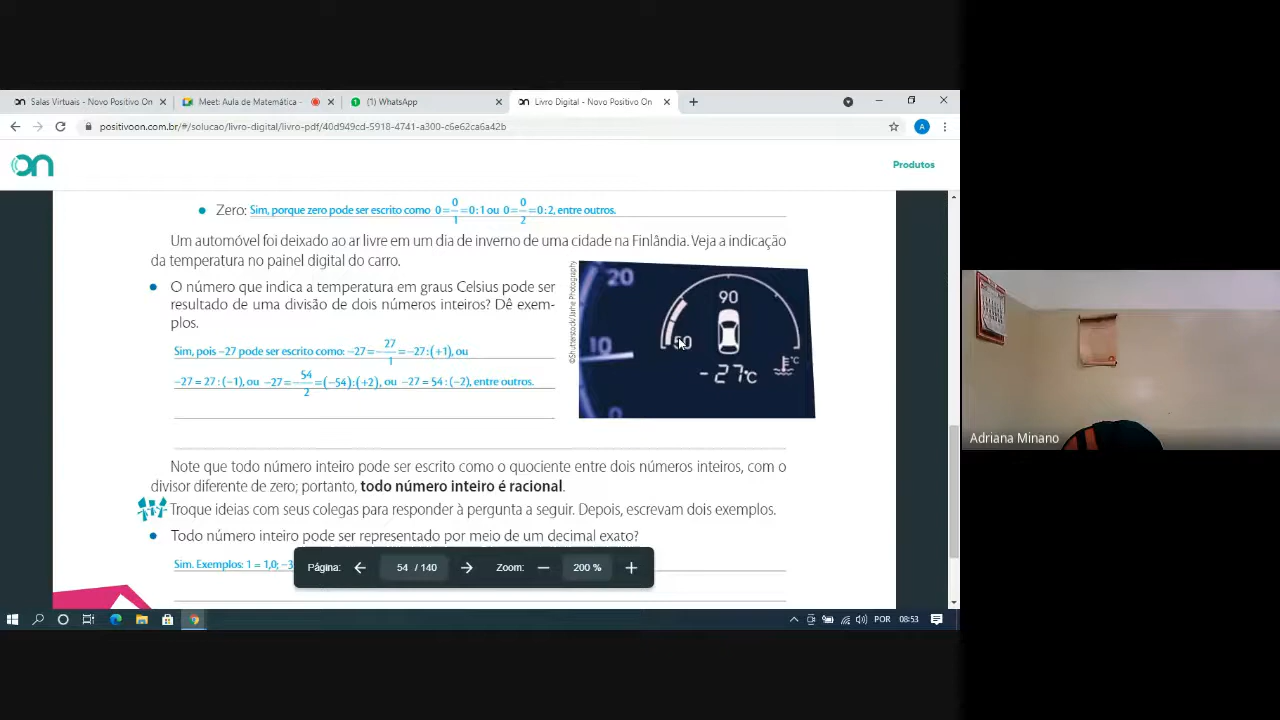 Salas Virtuais - Novo Positivo On
Meet: Aula de Matemática -
(1) WhatsApp
Livro Digital - Novo Positivo On
positivoon.com.br/#/solucao/livro-digital/livro-pdf/40d949cd-5918-4741-a300-c6e62ca6a42b
A
on
Produtos
• Zero: Sim, porque zero pode ser escrito como 0 = 0/1 = 0 : 1 ou 0 = 0/2 = 0 : 2, entre outros.
Um automóvel foi deixado ao ar livre em um dia de inverno de uma cidade na Finlândia. Veja a indicação
da temperatura no painel digital do carro.
• O número que indica a temperatura em graus Celsius pode ser
resultado de uma divisão de dois números inteiros? Dê exem-
plos.
Sim, pois –27 pode ser escrito como: –27 = –27/1 = –27 : (+1), ou
–27 = 27 : (–1), ou –27 = –54/2 = (–54) : (+2), ou –27 = 54 : (–2), entre outros.
©Shutterstock/Jarhe Photography
20
10
0
90
50
°C
-27°C
Note que todo número inteiro pode ser escrito como o quociente entre dois números inteiros, com o
divisor diferente de zero; portanto, todo número inteiro é racional.
Troque ideias com seus colegas para responder à pergunta a seguir. Depois, escrevam dois exemplos.
• Todo número inteiro pode ser representado por meio de um decimal exato?
Sim. Exemplos: 1 = 1,0; –3
Página: 54 / 140 Zoom: 200 %
POR 08:53
Adriana Minano